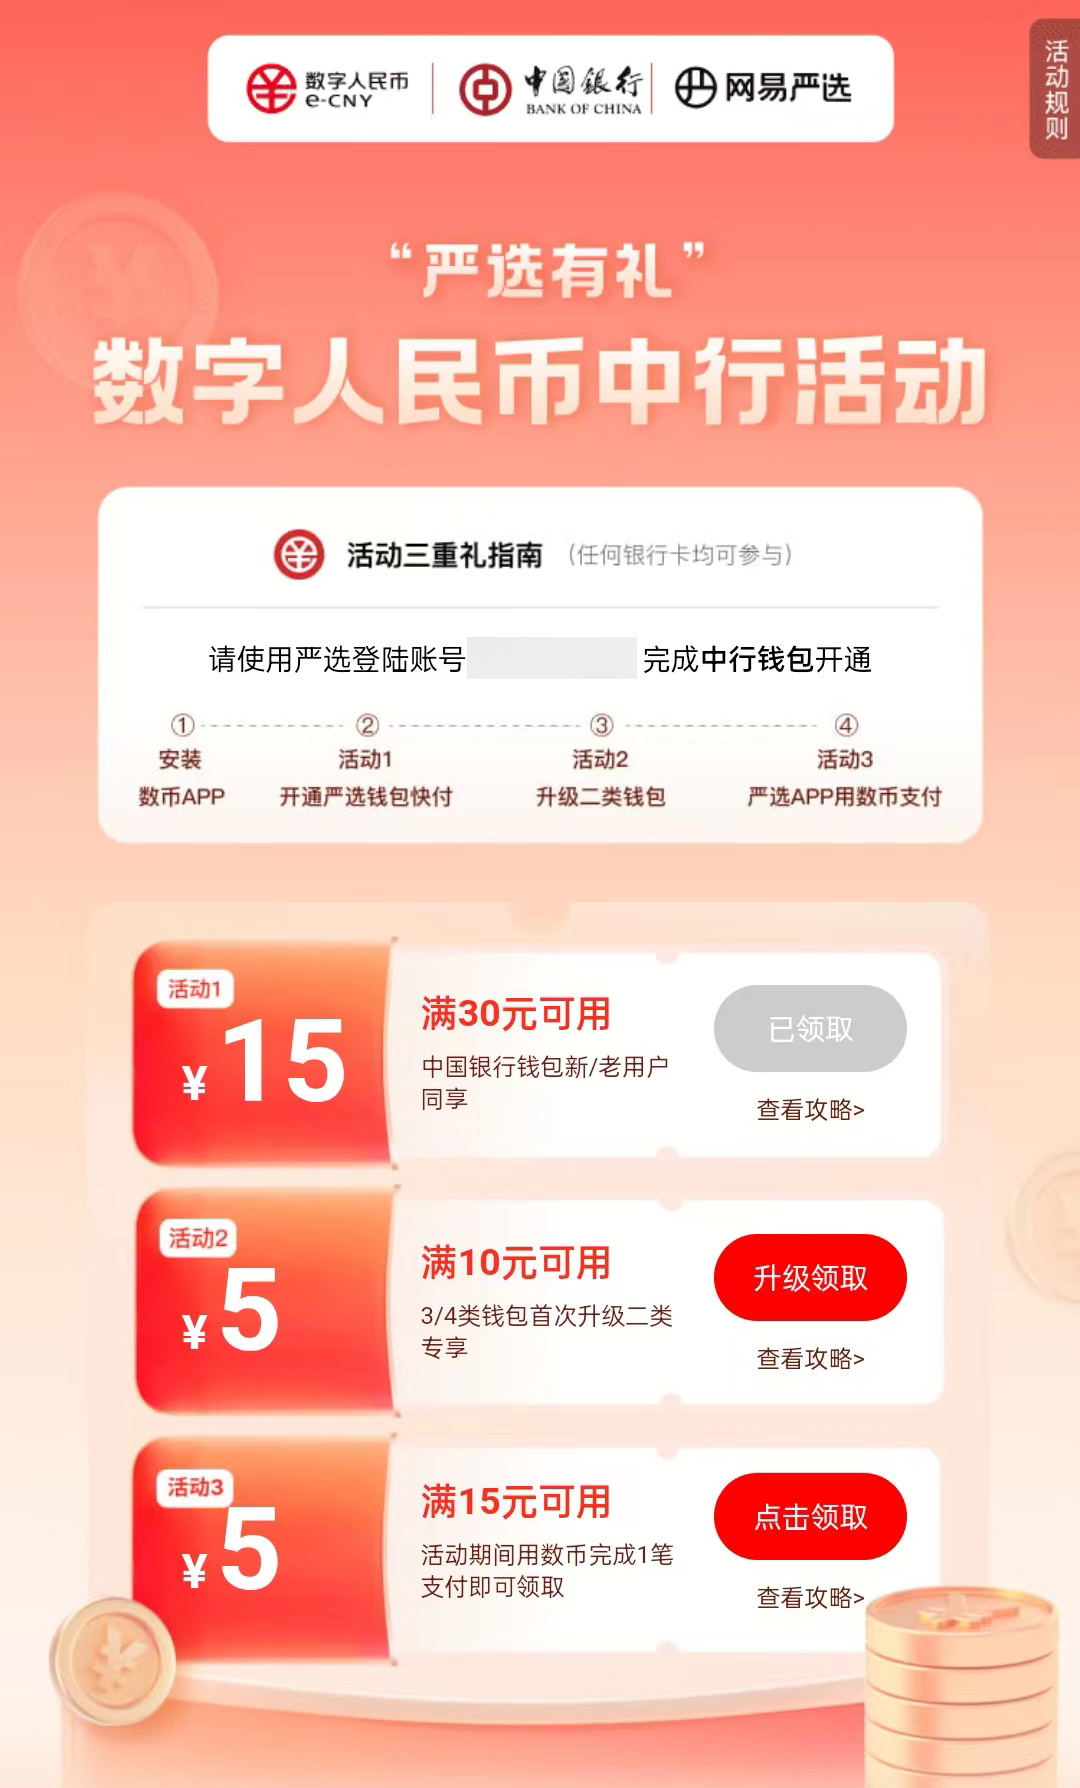 数字人民币
e-CNY
中国銀行
BANK OF CHINA
网易严选
活动规则
“严选有礼”
数字人民币中行活动
活动三重礼指南（任何银行卡均可参与）
请使用严选登陆账号 完成中行钱包开通
① ② ③ ④
安装 活动1 活动2 活动3
数币APP 开通严选钱包快付 升级二类钱包 严选APP用数币支付
活动1
¥15
满30元可用
中国银行钱包新/老用户
同享
已领取
查看攻略>
活动2
¥5
满10元可用
3/4类钱包首次升级二类
专享
升级领取
查看攻略>
活动3
¥5
满15元可用
活动期间用数币完成1笔
支付即可领取
点击领取
查看攻略>